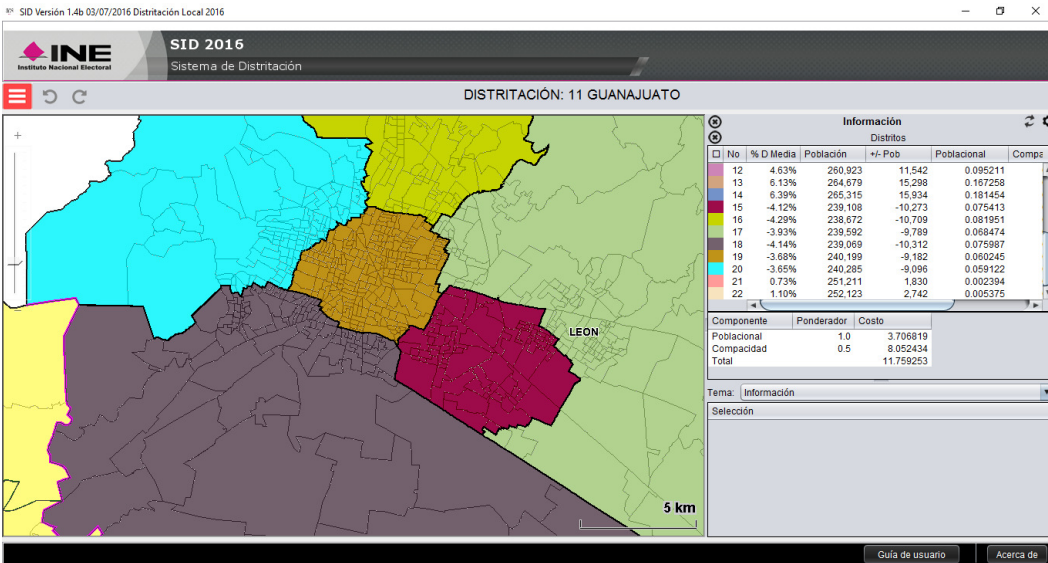 SID Versión 1.4b 03/07/2016 Distritación Local 2016
INE
Instituto Nacional Electoral
SID 2016
Sistema de Distritación
DISTRITACIÓN: 11 GUANAJUATO
LEON
5 km
Información
Distritos
No % D Media Población +/- Pob Poblacional Compa
12 4.63% 260,923 11,542 0.095211
13 6.13% 264,679 15,298 0.167258
14 6.39% 265,315 15,934 0.181454
15 -4.12% 239,108 -10,273 0.075413
16 -4.29% 238,672 -10,709 0.081951
17 -3.93% 239,592 -9,789 0.068474
18 -4.14% 239,069 -10,312 0.075987
19 -3.68% 240,199 -9,182 0.060245
20 -3.65% 240,285 -9,096 0.059122
21 0.73% 251,211 1,830 0.002394
22 1.10% 252,123 2,742 0.005375
Componente Ponderador Costo
Poblacional 1.0 3.706819
Compacidad 0.5 8.052434
Total 11.759253
Tema: Información
Selección
Guía de usuario
Acerca de